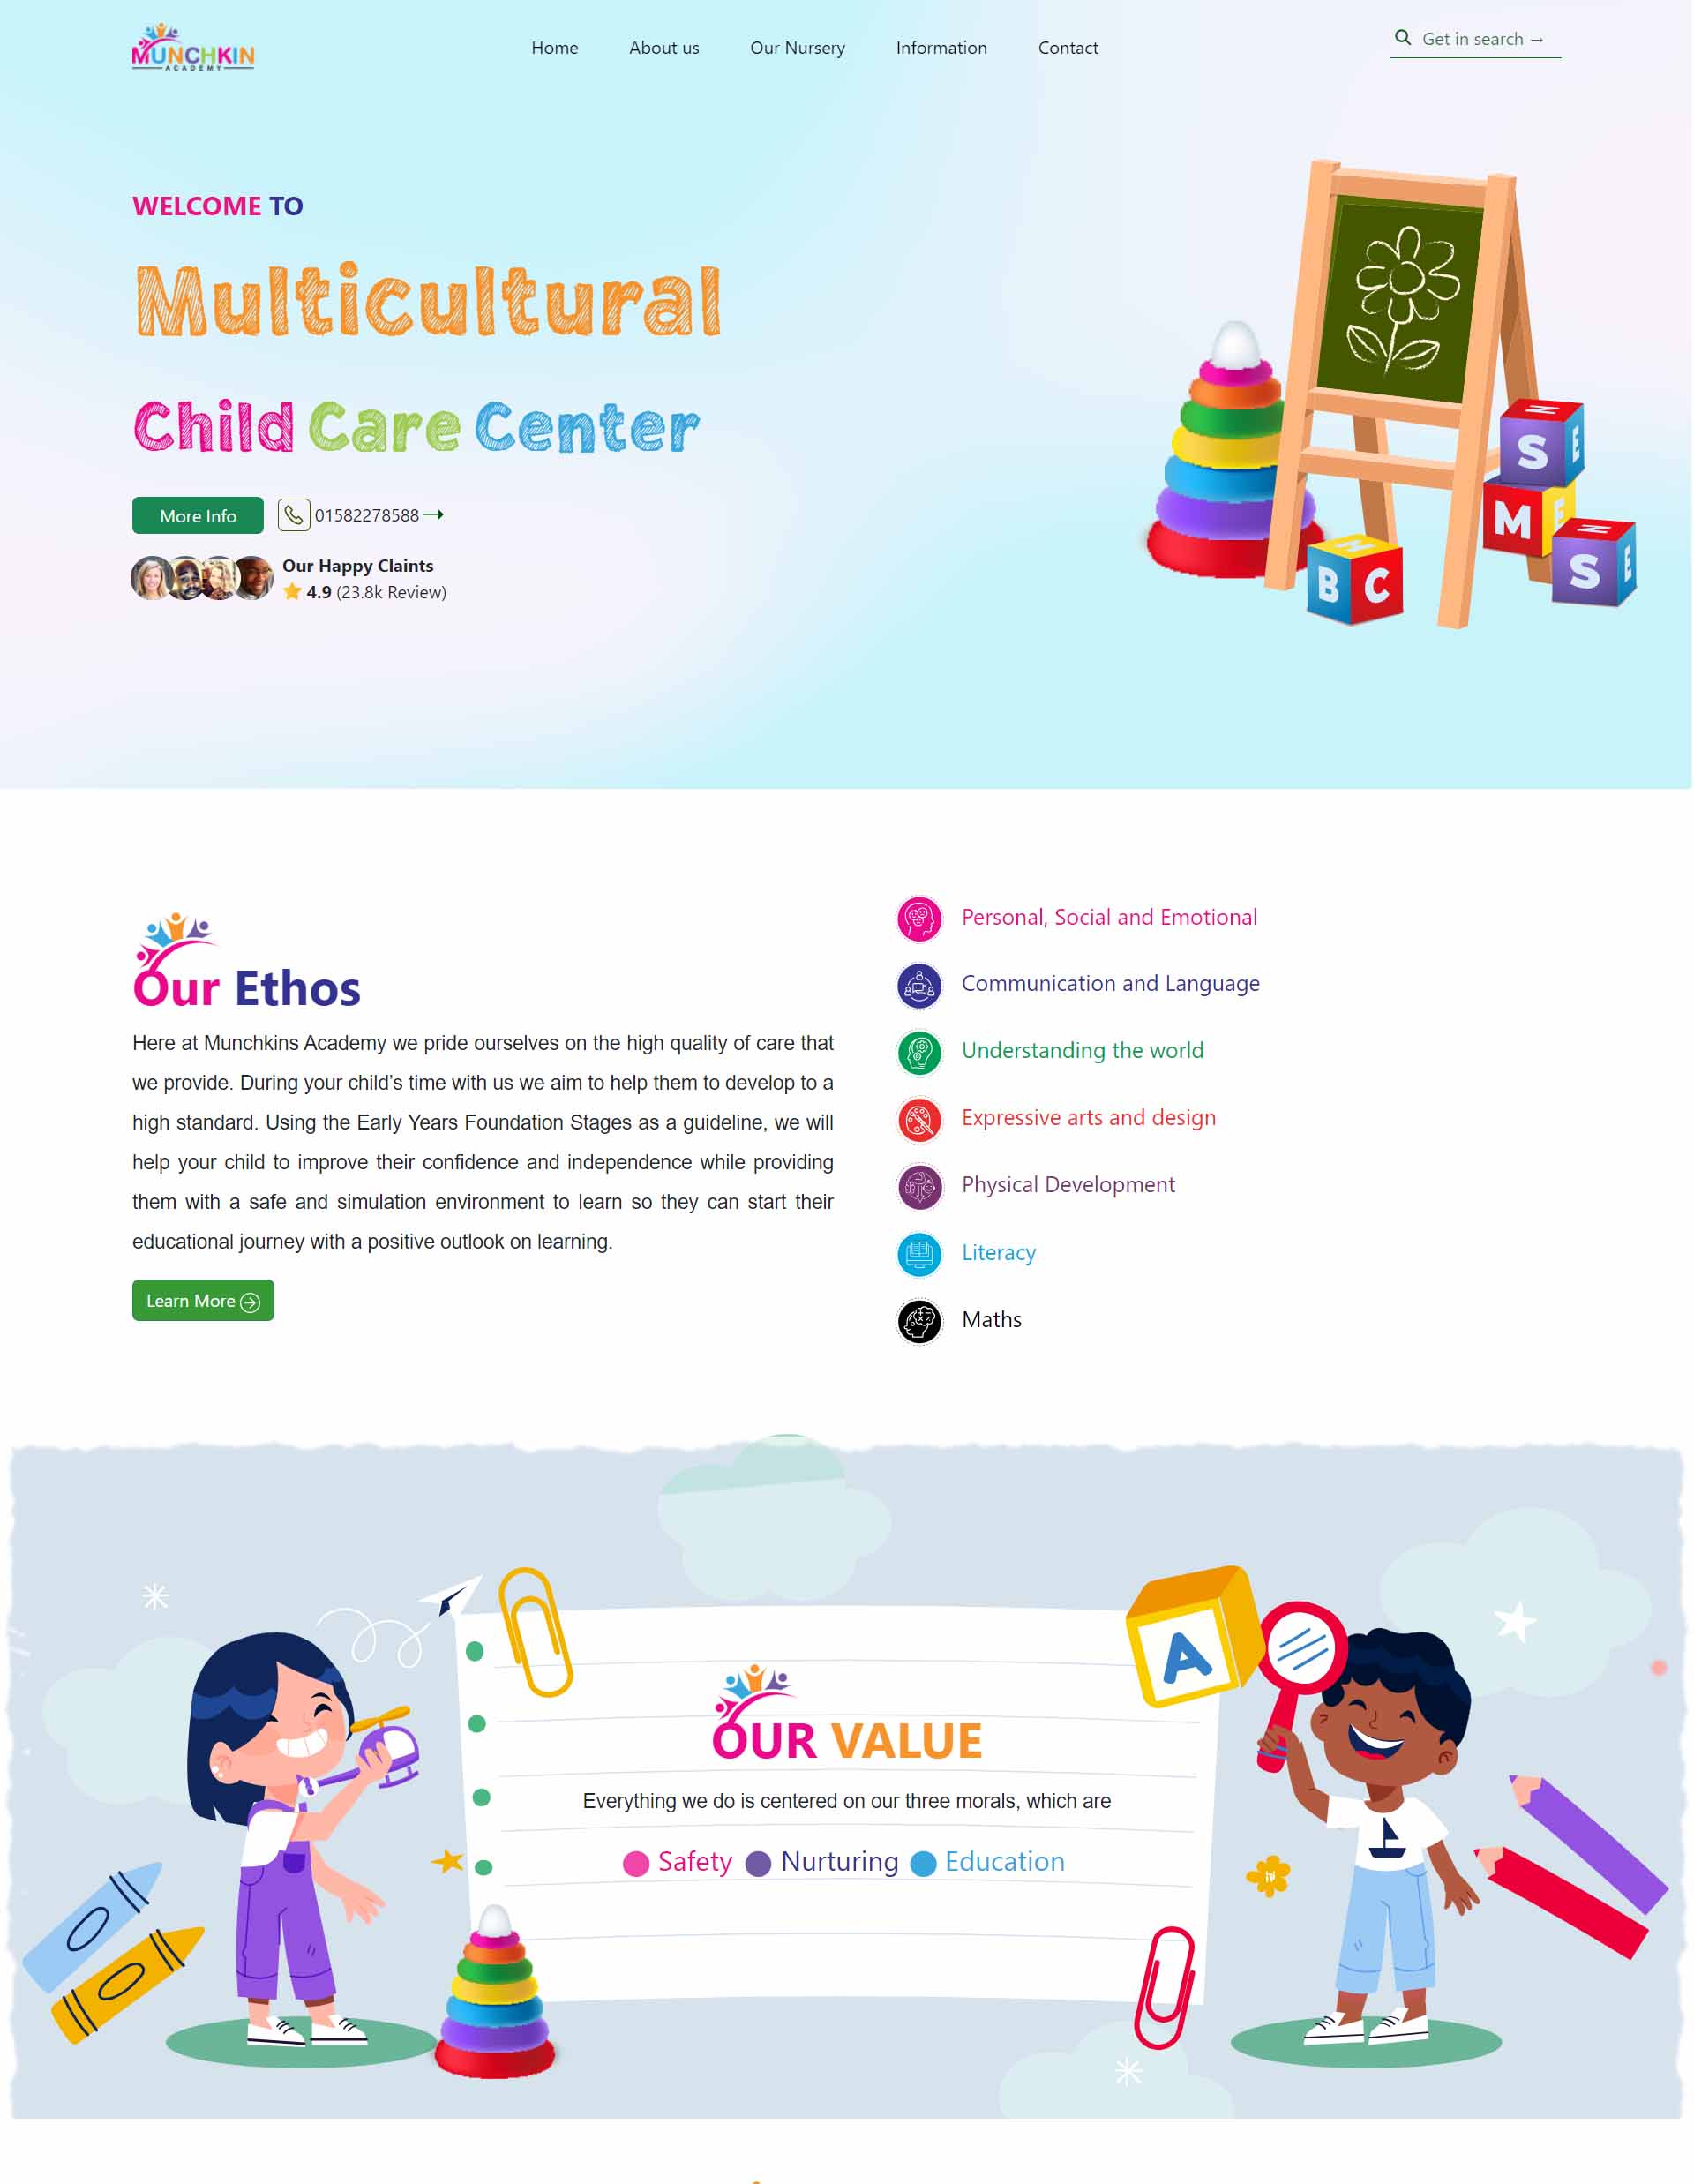 MUNCHKIN
ACADEMY
Home About us Our Nursery Information Contact
Get in search →
WELCOME TO
Multicultural
Child Care Center
More Info 01582278588
Our Happy Claints
4.9 (23.8k Review)
N
S E
M E
N
S E
N
B C
Our Ethos
Here at Munchkins Academy we pride ourselves on the high quality of care that
we provide. During your child’s time with us we aim to help them to develop to a
high standard. Using the Early Years Foundation Stages as a guideline, we will
help your child to improve their confidence and independence while providing
them with a safe and simulation environment to learn so they can start their
educational journey with a positive outlook on learning.
Learn More
Personal, Social and Emotional
Communication and Language
Understanding the world
Expressive arts and design
Physical Development
Literacy
Maths
A
OUR VALUE
Everything we do is centered on our three morals, which are
Safety Nurturing Education